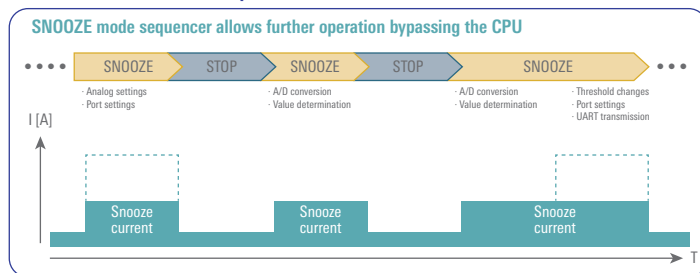 SNOOZE mode sequencer allows further operation bypassing the CPU
SNOOZE STOP SNOOZE STOP SNOOZE
· Analog settings
· Port settings
· A/D conversion
· Value determination
· A/D conversion
· Value determination
· Threshold changes
· Port settings
· UART transmission
I [A]
Snooze
current
Snooze
current
Snooze
current
T